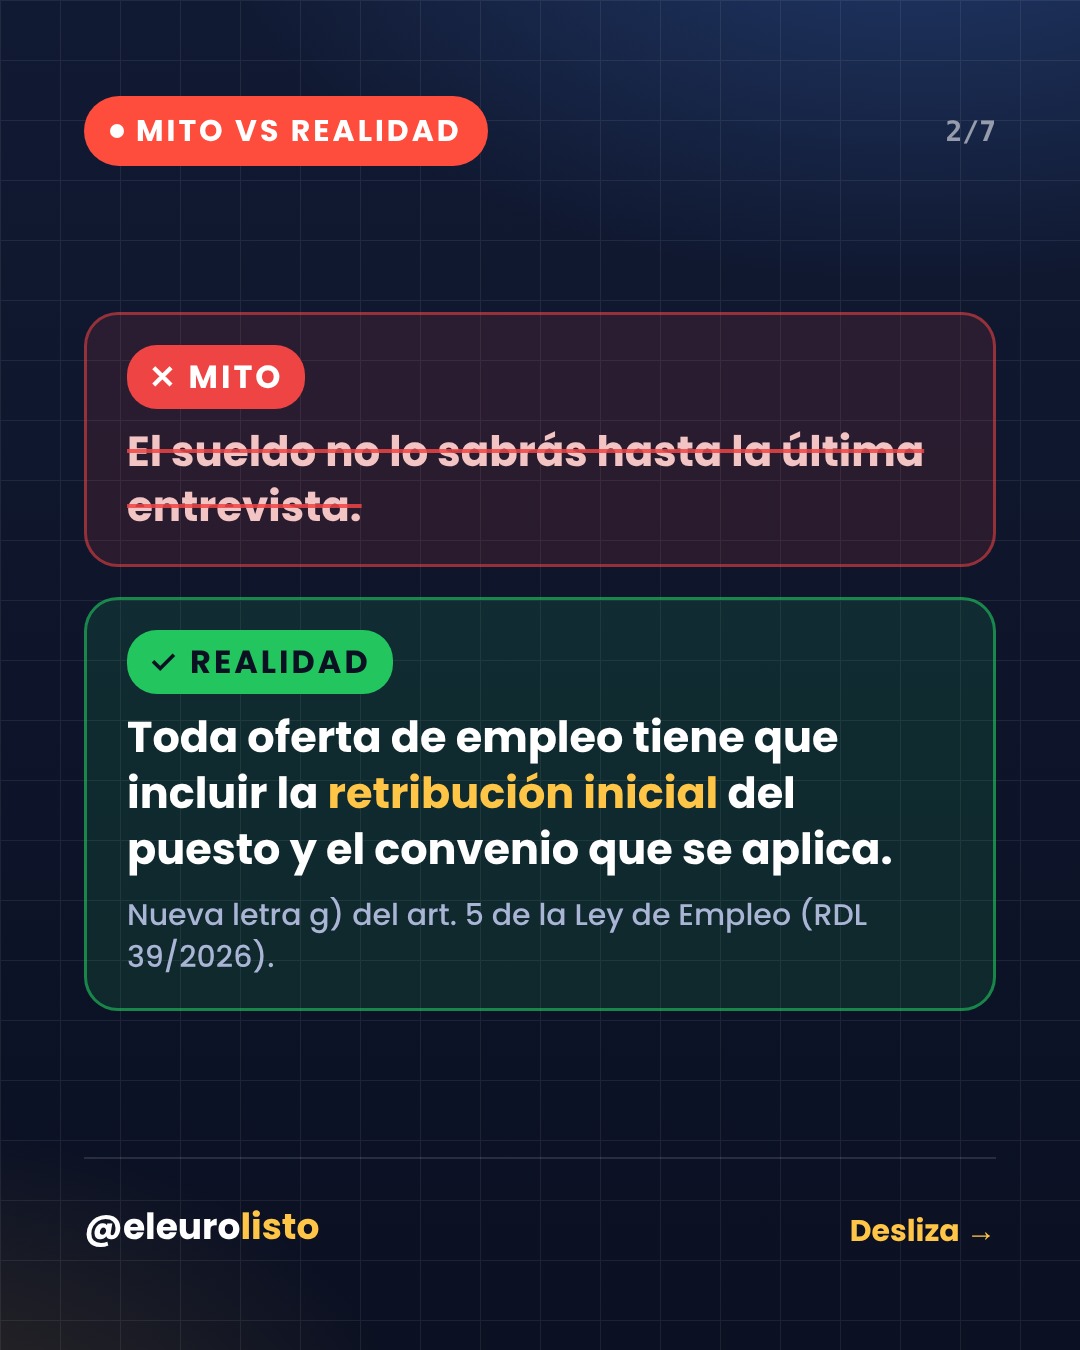 MITO VS REALIDAD
2/7
✕ MITO
El sueldo no lo sabrás hasta la última
entrevista.
✓ REALIDAD
Toda oferta de empleo tiene que
incluir la retribución inicial del
puesto y el convenio que se aplica.
Nueva letra g) del art. 5 de la Ley de Empleo (RDL
39/2026).
@eleurolisto
Desliza →